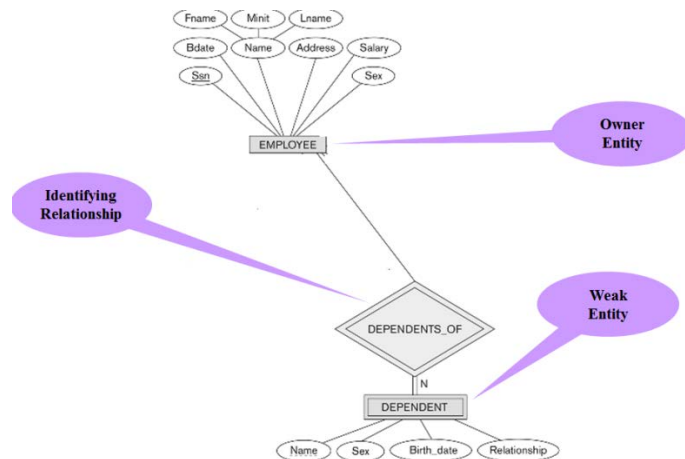 Fname Minit Lname
Bdate Name Address Salary
Ssn Sex
EMPLOYEE
Owner
Entity
Identifying
Relationship
DEPENDENTS_OF
Weak
Entity
N
DEPENDENT
Name Sex Birth_date Relationship